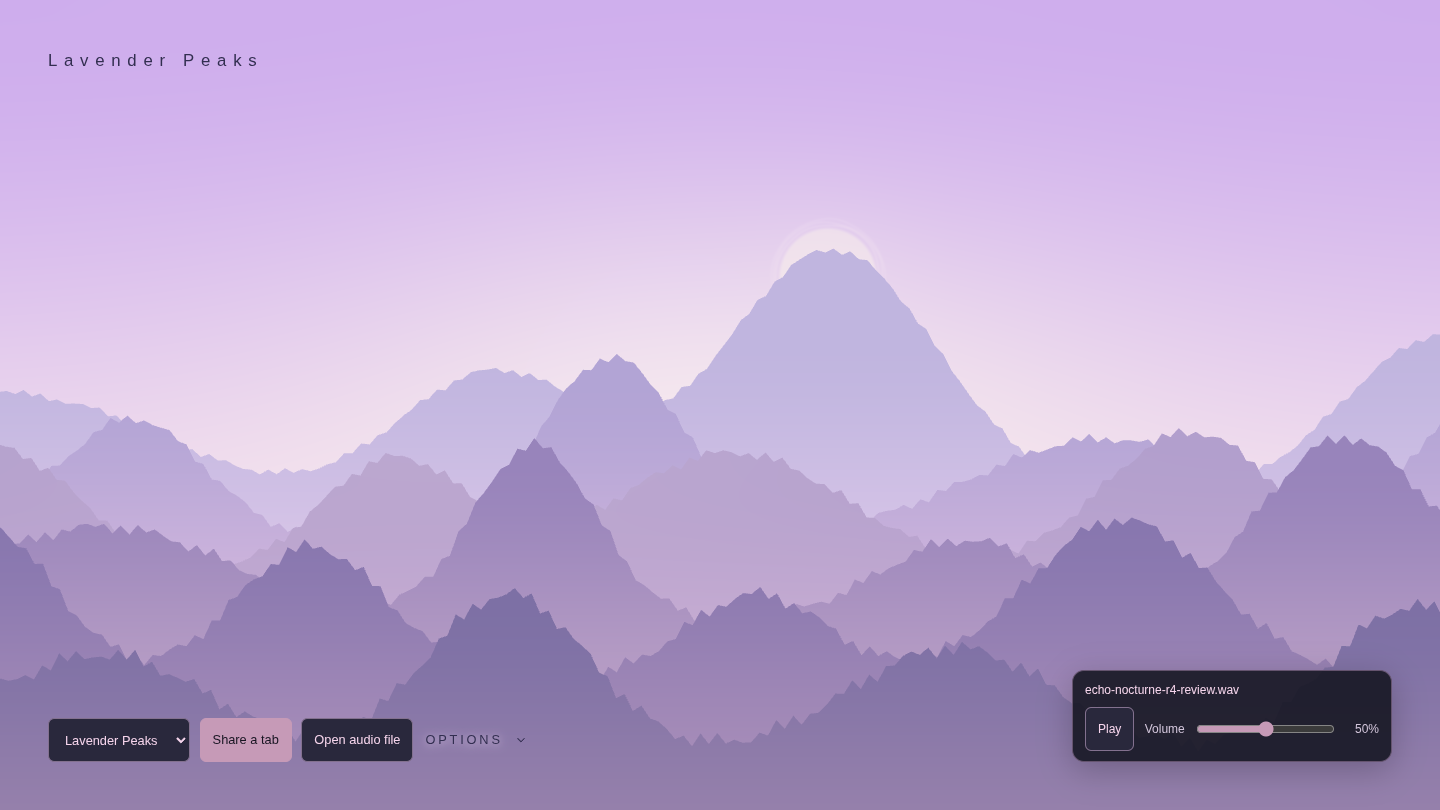 Lavender Peaks
echo-nocturne-r4-review.wav
Play Volume 50%
Lavender Peaks Share a tab Open audio file OPTIONS